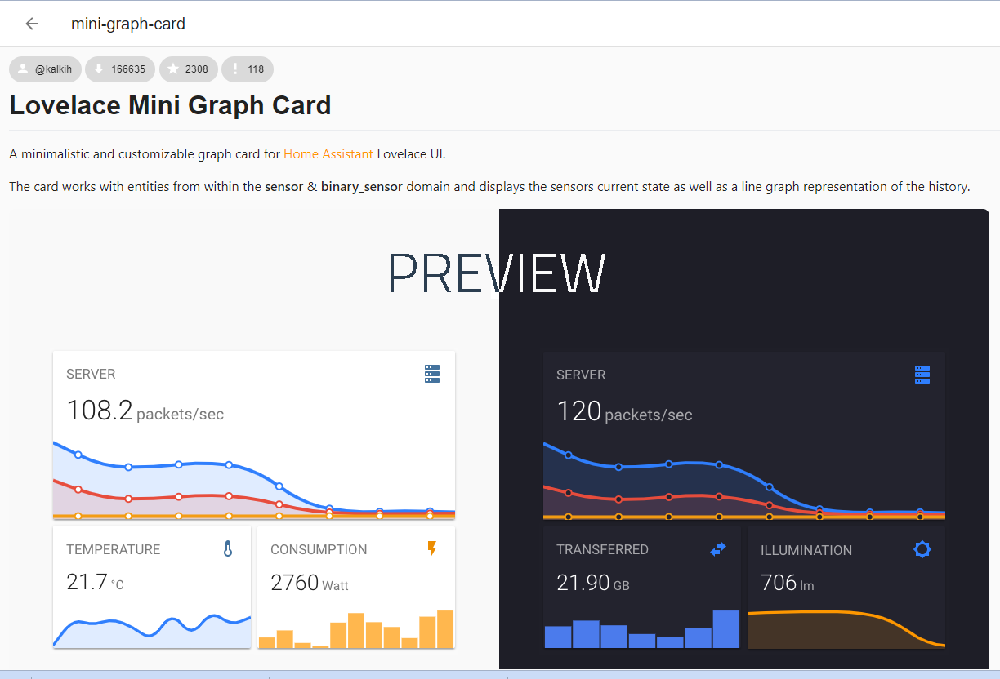 mini-graph-card
@kalkih 166635 2308 118
Lovelace Mini Graph Card
A minimalistic and customizable graph card for Home Assistant Lovelace UI.
The card works with entities from within the sensor & binary_sensor domain and displays the sensors current state as well as a line graph representation of the history.
PREVIEW
SERVER
108.2 packets/sec
TEMPERATURE
21.7 °C
CONSUMPTION
2760 Watt
SERVER
120 packets/sec
TRANSFERRED
21.90 GB
ILLUMINATION
706 lm